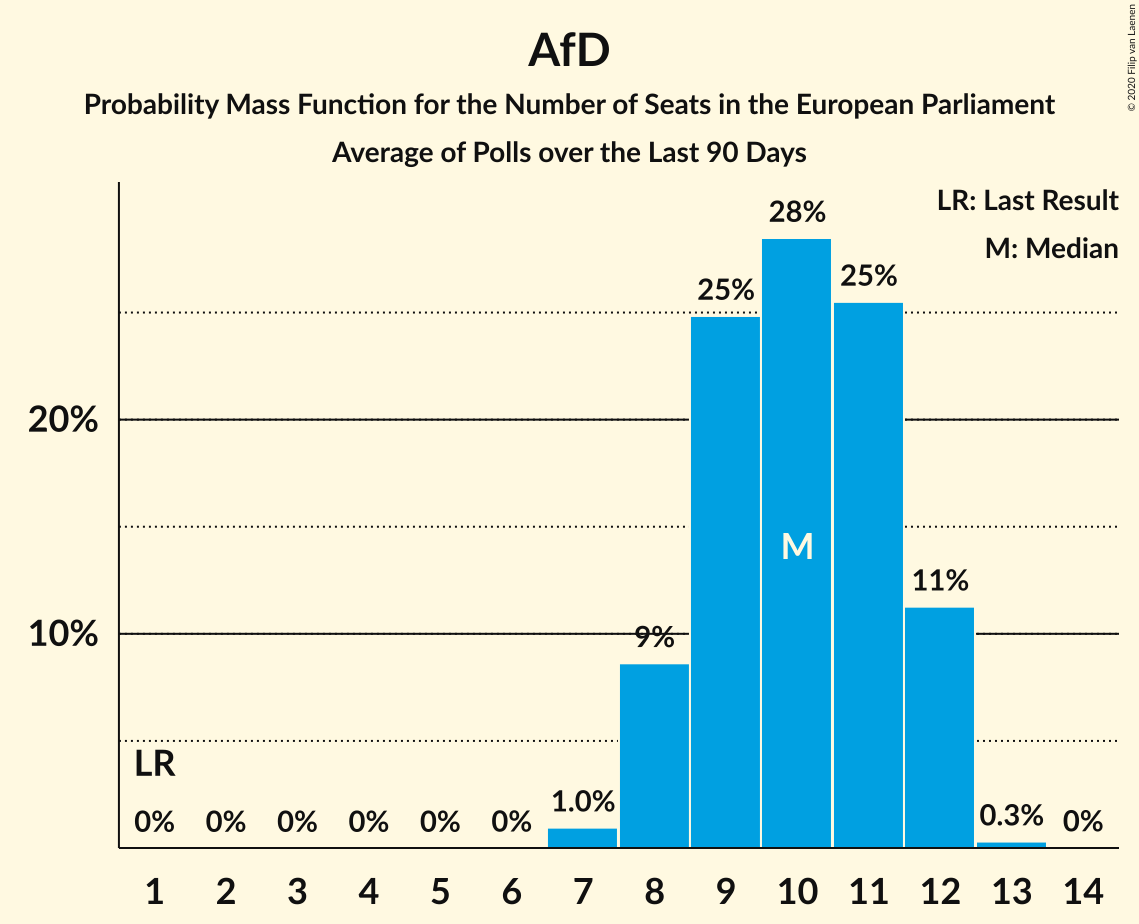 AfD
Probability Mass Function for the Number of Seats in the European Parliament
Average of Polls over the Last 90 Days
© 2020 Filip van Laenen
LR: Last Result
M: Median
28%
25%
25%
20%
M
11%
10%
9%
LR
1.0%
0.3%
0% 0% 0% 0% 0% 0% 0%
1 2 3 4 5 6 7 8 9 10 11 12 13 14